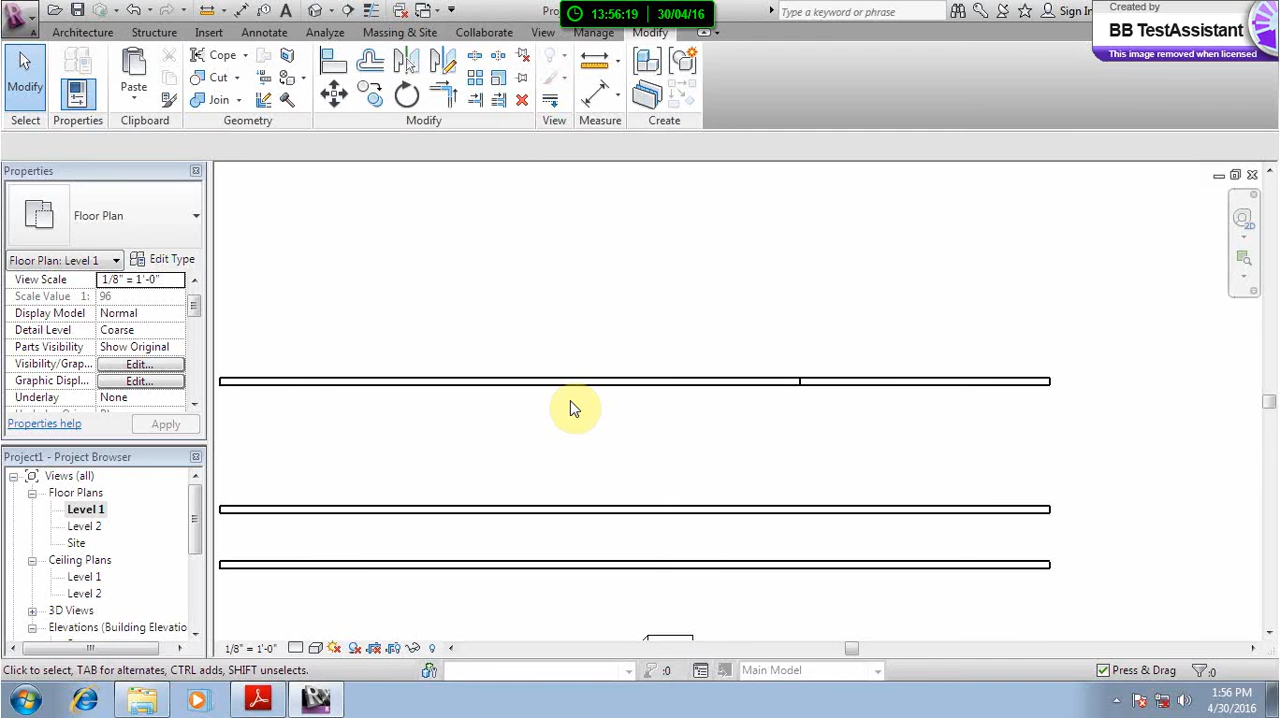 Pro
13:56:19 30/04/16
Type a keyword or phrase
Sign In
Created by
BB TestAssistant
This image removed when licensed
Architecture Structure Insert Annotate Analyze Massing & Site Collaborate View Manage Modify
Modify
Paste
Cope
Cut
Join
Select Properties Clipboard Geometry Modify View Measure Create
Properties
Floor Plan
Floor Plan: Level 1 Edit Type
View Scale 1/8" = 1'-0"
Scale Value 1: 96
Display Model Normal
Detail Level Coarse
Parts Visibility Show Original
Visibility/Grap... Edit...
Graphic Displ... Edit...
Underlay None
Properties help Apply
Project1 - Project Browser
Views (all)
Floor Plans
Level 1
Level 2
Site
Ceiling Plans
Level 1
Level 2
3D Views
Elevations (Building Elevatio
2D
1/8" = 1'-0"
Click to select, TAB for alternates, CTRL adds, SHIFT unselects.
:0
Main Model
Press & Drag
:0
1:56 PM
4/30/2016